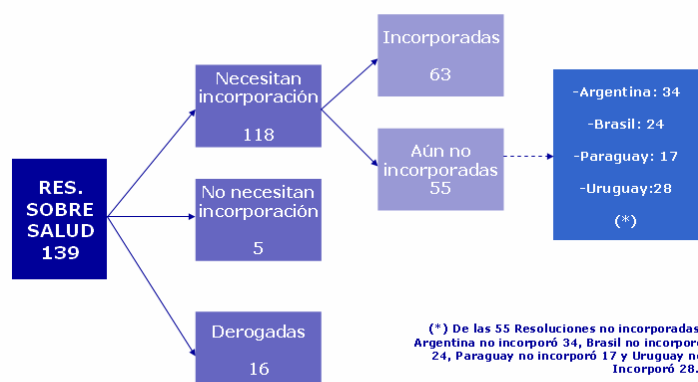 RES.
SOBRE
SALUD
139
Necesitan
incorporación
118
No necesitan
incorporación
5
Derogadas
16
Incorporadas
63
Aún no
incorporadas
55
-Argentina: 34
-Brasil: 24
-Paraguay: 17
-Uruguay:28
(*)
(*) De las 55 Resoluciones no incorporadas
Argentina no incorporó 34, Brasil no incorporó
24, Paraguay no incorporó 17 y Uruguay no
Incorporó 28.